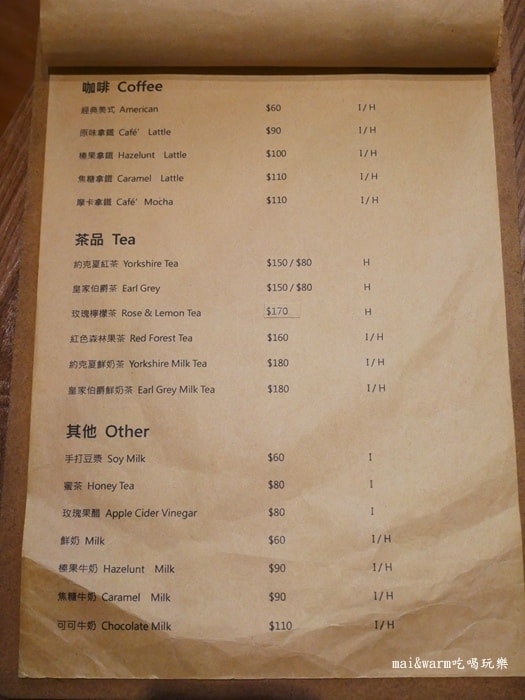 咖啡 Coffee
經典美式 American $60 I/H
原味拿鐵 Café' Lattle $90 I/H
榛果拿鐵 Hazelunt Lattle $100 I/H
焦糖拿鐵 Caramel Lattle $110 I/H
摩卡拿鐵 Café' Mocha $110 I/H
茶品 Tea
約克夏紅茶 Yorkshire Tea $150 / $80 H
皇家伯爵茶 Earl Grey $150 / $80 H
玫瑰檸檬茶 Rose & Lemon Tea $170 H
紅色森林果茶 Red Forest Tea $160 I/H
約克夏鮮奶茶 Yorkshire Milk Tea $180 I/H
皇家伯爵鮮奶茶 Earl Grey Milk Tea $180 I/H
其他 Other
手打豆漿 Soy Milk $60 I
蜜茶 Honey Tea $80 I
玫瑰果醋 Apple Cider Vinegar $80 I
鮮奶 Milk $60 I/H
榛果牛奶 Hazelunt Milk $90 I/H
焦糖牛奶 Caramel Milk $90 I/H
可可牛奶 Chocolate Milk $110 I/H
mai&warm吃喝玩樂